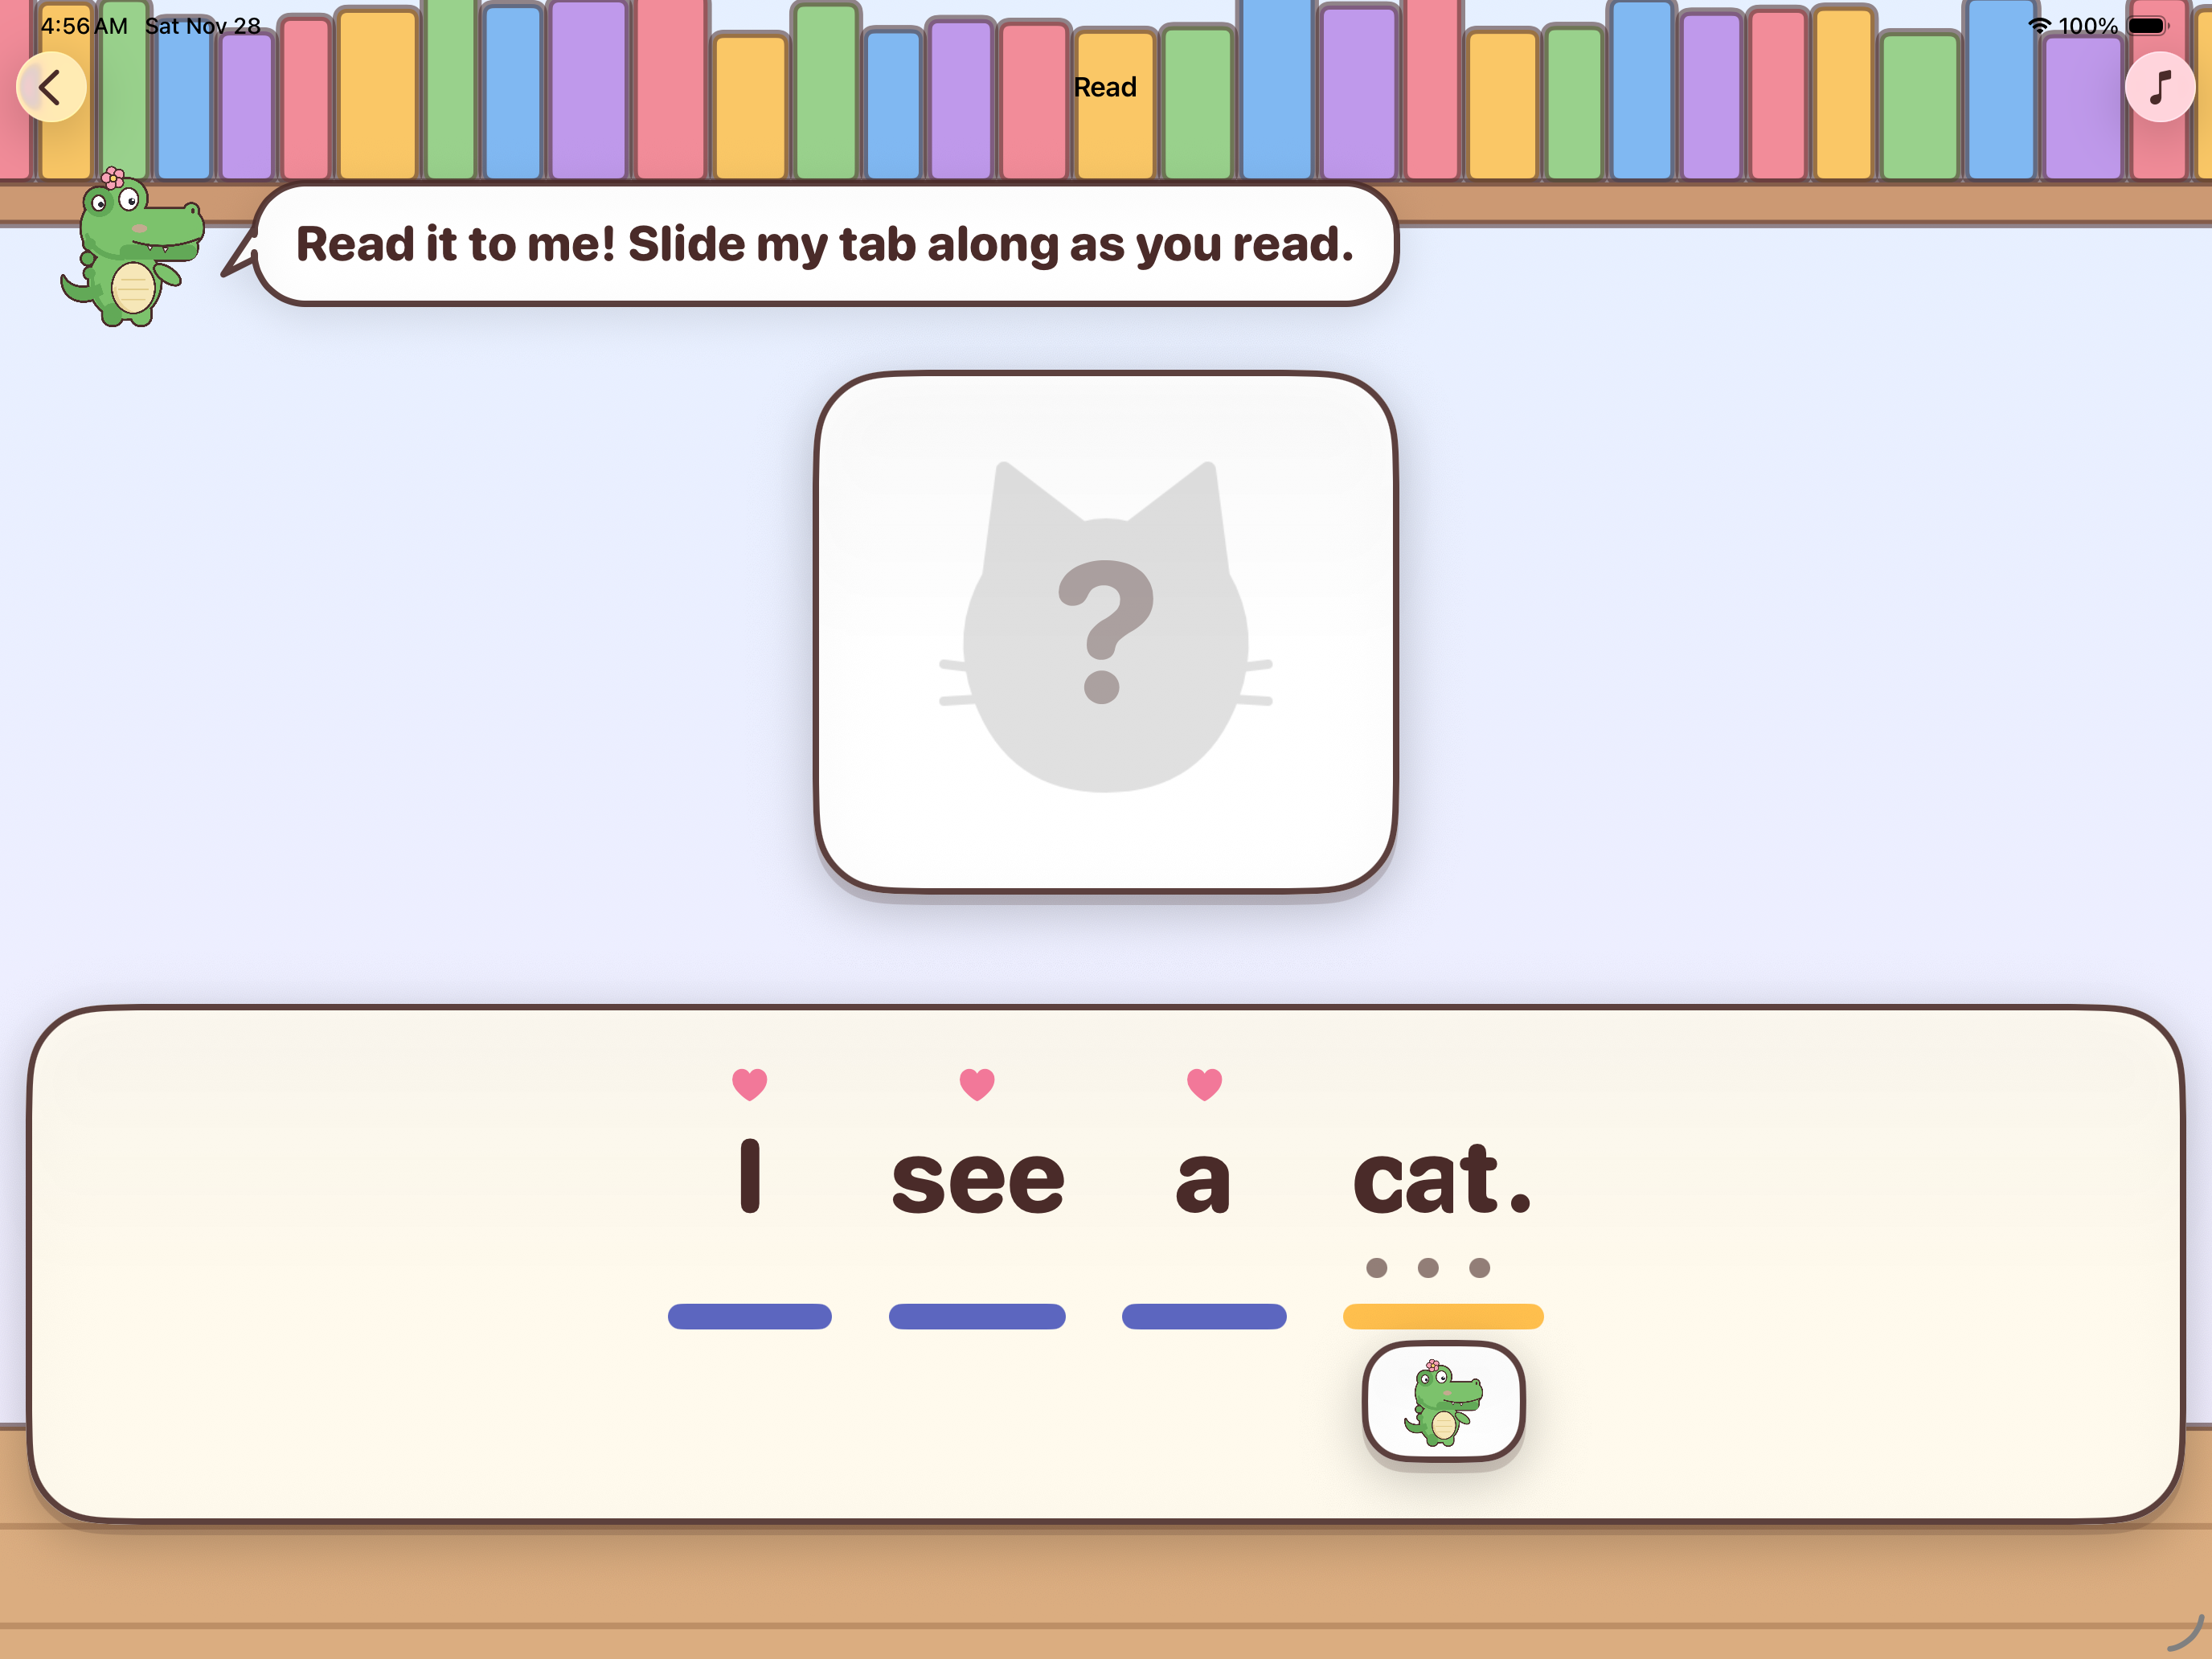 4:56 AM Sat Nov 28
100%
Read
Read it to me! Slide my tab along as you read.
?
I see a cat.